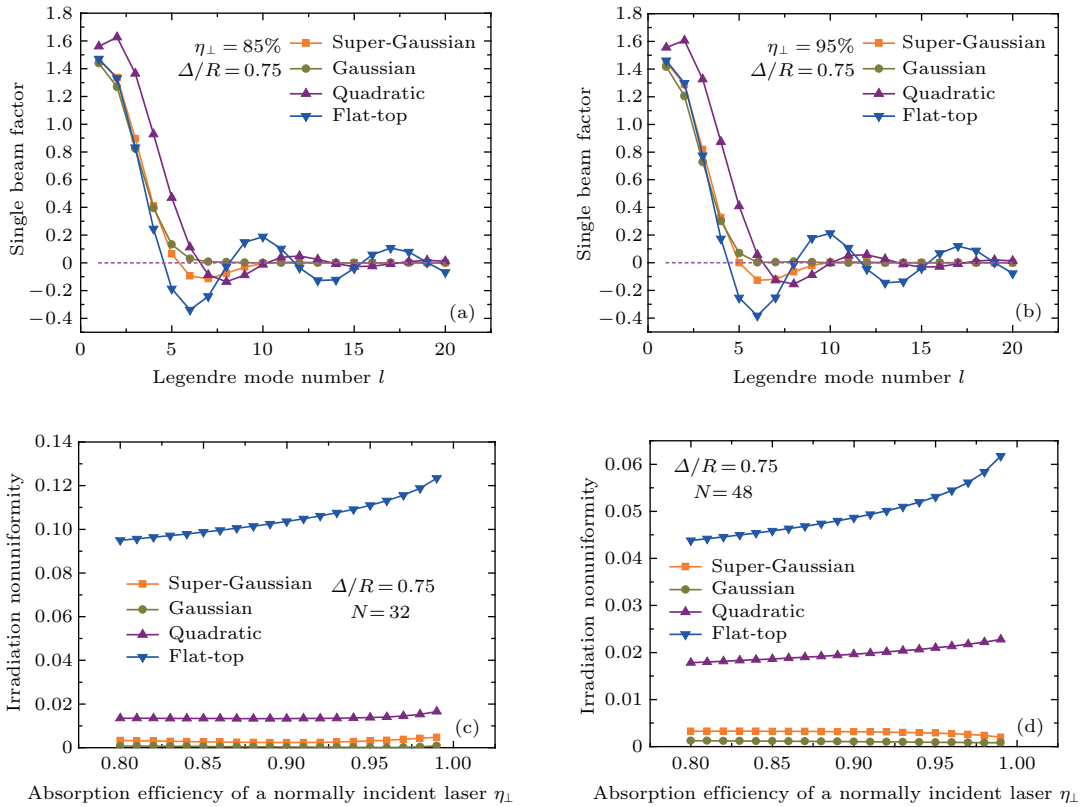 1.8
1.6
1.4
1.2
1.0
0.8
0.6
0.4
0.2
0
−0.2
−0.4
0
5
10
15
20
Single beam factor
Legendre mode number l
η⊥ = 85%
Δ/R = 0.75
Super-Gaussian
Gaussian
Quadratic
Flat-top
(a)
1.8
1.6
1.4
1.2
1.0
0.8
0.6
0.4
0.2
0
−0.2
−0.4
0
5
10
15
20
Single beam factor
Legendre mode number l
η⊥ = 95%
Δ/R = 0.75
Super-Gaussian
Gaussian
Quadratic
Flat-top
(b)
0.14
0.12
0.10
0.08
0.06
0.04
0.02
0
0.80
0.85
0.90
0.95
1.00
Irradiation nonuniformity
Absorption efficiency of a normally incident laser η⊥
Super-Gaussian
Gaussian
Quadratic
Flat-top
Δ/R = 0.75
N = 32
(c)
0.06
0.05
0.04
0.03
0.02
0.01
0
0.80
0.85
0.90
0.95
1.00
Irradiation nonuniformity
Absorption efficiency of a normally incident laser η⊥
Δ/R = 0.75
N = 48
Super-Gaussian
Gaussian
Quadratic
Flat-top
(d)